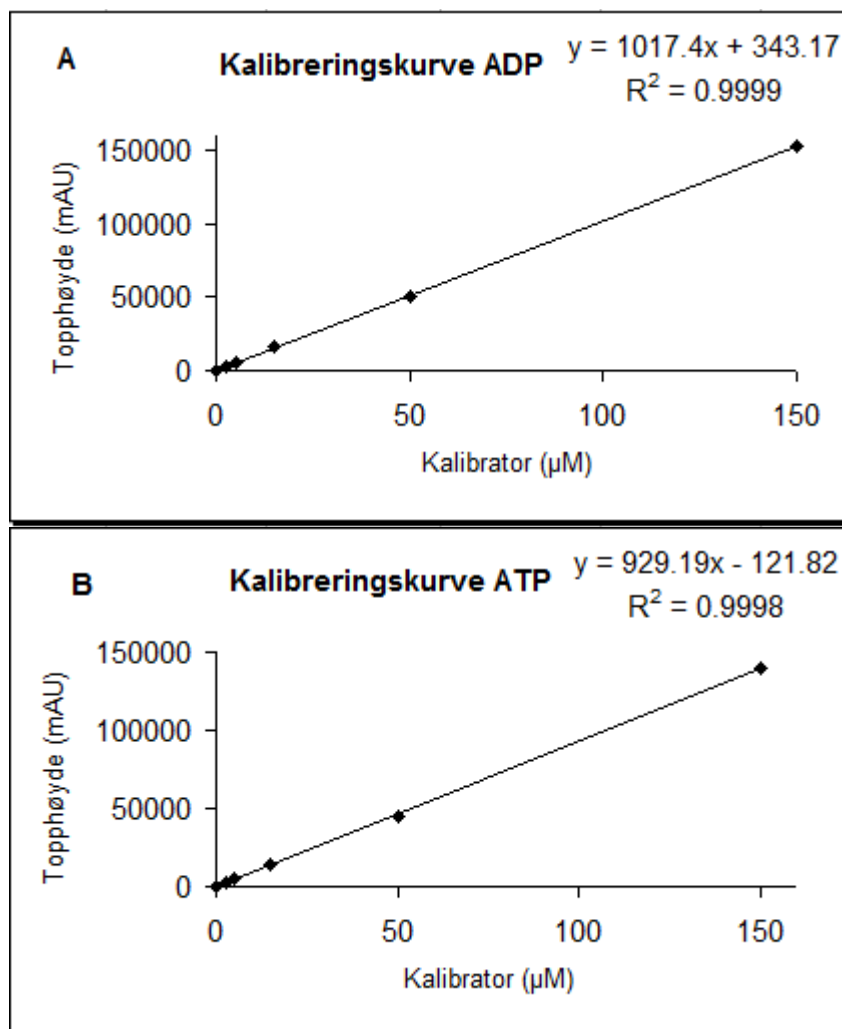 A
Kalibreringskurve ADP
y = 1017.4x + 343.17
R² = 0.9999
Topphøyde (mAU)
150000
100000
50000
0
0 50 100 150
Kalibrator (µM)
B
Kalibreringskurve ATP
y = 929.19x - 121.82
R² = 0.9998
Topphøyde (mAU)
150000
100000
50000
0
0 50 100 150
Kalibrator (µM)